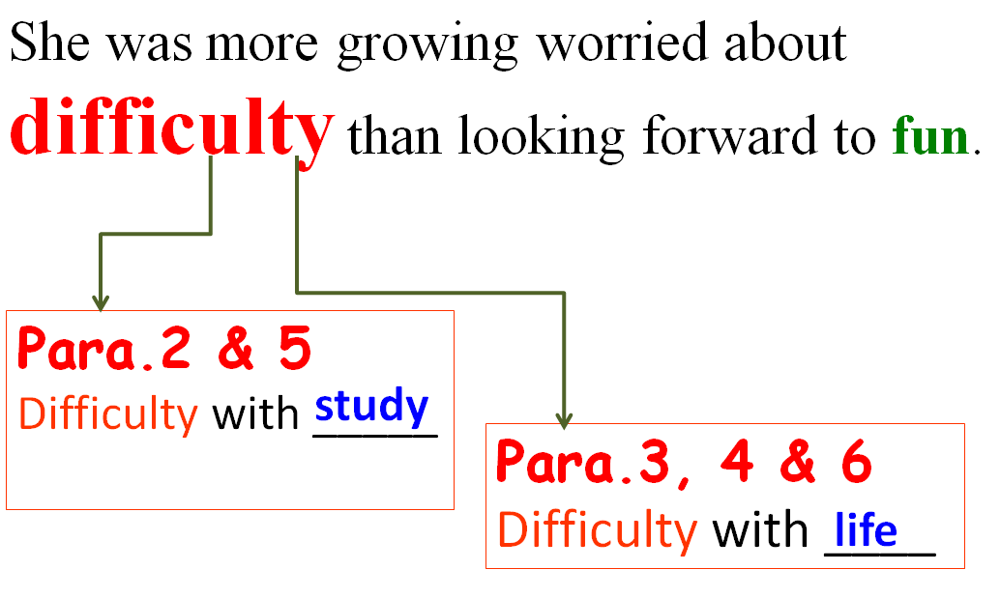 She was more growing worried about
difficulty than looking forward to fun.
Para.2 & 5
Difficulty with study
Para.3, 4 & 6
Difficulty with life